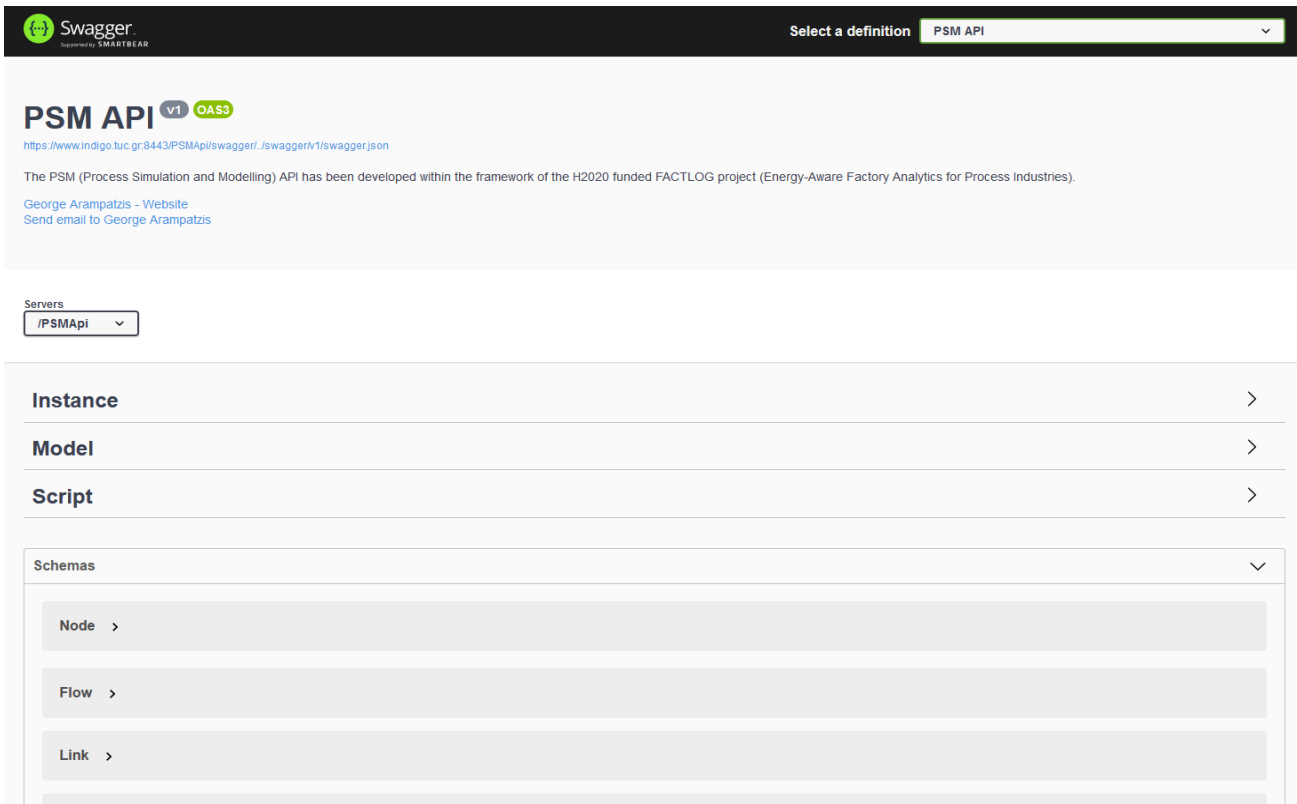 Swagger.
Supported by SMARTBEAR
Select a definition
PSM API
PSM API v1 OAS3
https://www.indigo.tuc.gr:8443/PSMApi/swagger/../swagger/v1/swagger.json
The PSM (Process Simulation and Modelling) API has been developed within the framework of the H2020 funded FACTLOG project (Energy-Aware Factory Analytics for Process Industries).
George Arampatzis - Website
Send email to George Arampatzis
Servers
/PSMApi
Instance
Model
Script
Schemas
Node
Flow
Link